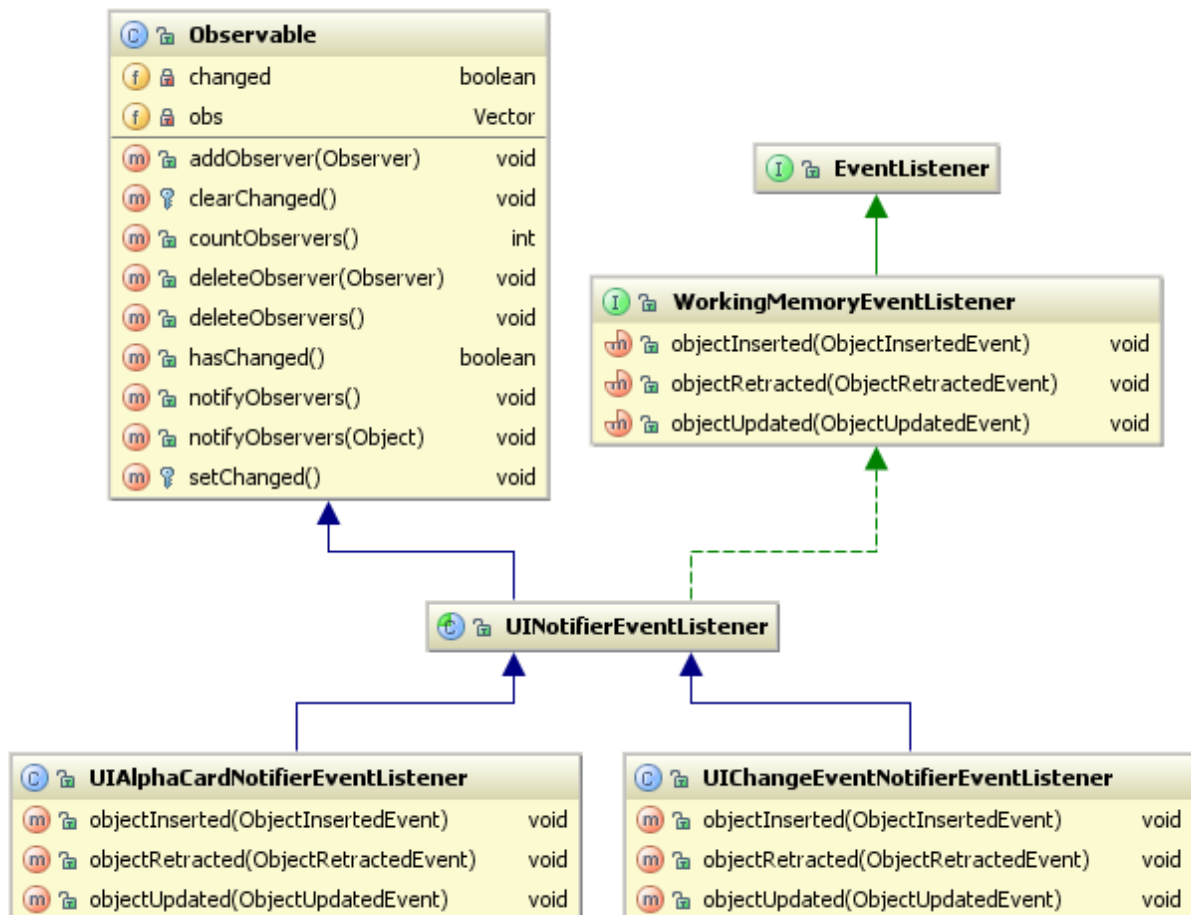 Observable
changed boolean
obs Vector
addObserver(Observer) void
clearChanged() void
countObservers() int
deleteObserver(Observer) void
deleteObservers() void
hasChanged() boolean
notifyObservers() void
notifyObservers(Object) void
setChanged() void
EventListener
WorkingMemoryEventListener
objectInserted(ObjectInsertedEvent) void
objectRetracted(ObjectRetractedEvent) void
objectUpdated(ObjectUpdatedEvent) void
UINotifierEventListener
UIAlphaCardNotifierEventListener
objectInserted(ObjectInsertedEvent) void
objectRetracted(ObjectRetractedEvent) void
objectUpdated(ObjectUpdatedEvent) void
UIChangeEventNotifierEventListener
objectInserted(ObjectInsertedEvent) void
objectRetracted(ObjectRetractedEvent) void
objectUpdated(ObjectUpdatedEvent) void